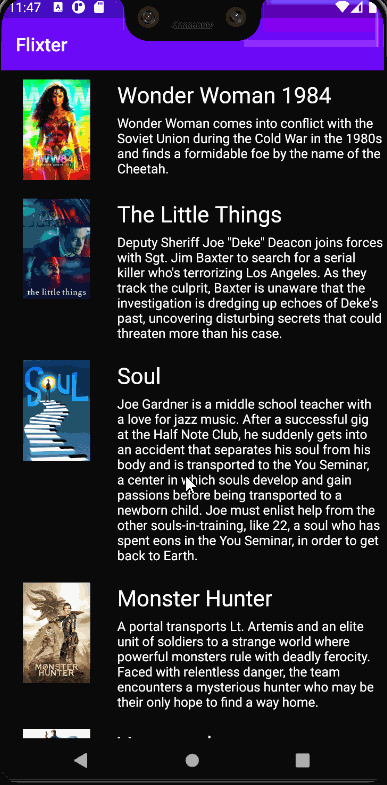 11:47
Flixter
Wonder Woman 1984
Wonder Woman comes into conflict with the
Soviet Union during the Cold War in the 1980s
and finds a formidable foe by the name of the
Cheetah.
The Little Things
the little things
Deputy Sheriff Joe "Deke" Deacon joins forces
with Sgt. Jim Baxter to search for a serial
killer who's terrorizing Los Angeles. As they
track the culprit, Baxter is unaware that the
investigation is dredging up echoes of Deke's
past, uncovering disturbing secrets that could
threaten more than his case.
Soul
SOUL
Joe Gardner is a middle school teacher with
a love for jazz music. After a successful gig
at the Half Note Club, he suddenly gets into
an accident that separates his soul from his
body and is transported to the You Seminar,
a center in which souls develop and gain
passions before being transported to a
newborn child. Joe must enlist help from the
other souls-in-training, like 22, a soul who has
spent eons in the You Seminar, in order to get
back to Earth.
Monster Hunter
MONSTER
HUNTER
A portal transports Lt. Artemis and an elite
unit of soldiers to a strange world where
powerful monsters rule with deadly ferocity.
Faced with relentless danger, the team
encounters a mysterious hunter who may be
their only hope to find a way home.